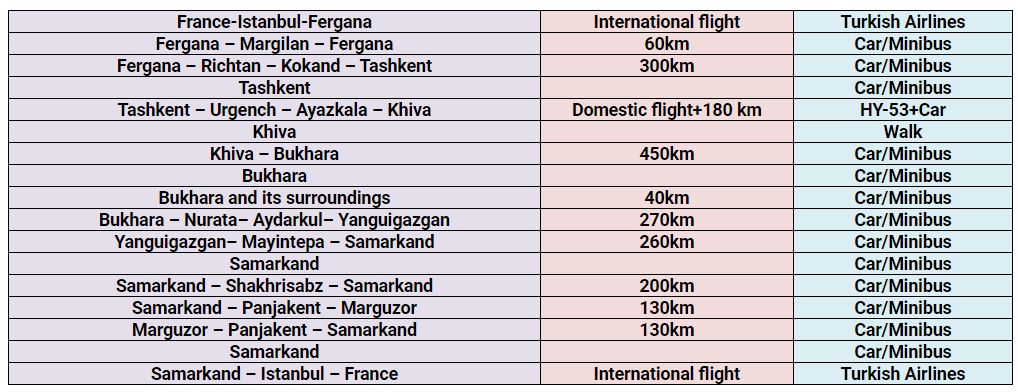 France-Istanbul-Fergana International flight Turkish Airlines
Fergana – Margilan – Fergana 60km Car/Minibus
Fergana – Richtan – Kokand – Tashkent 300km Car/Minibus
Tashkent Car/Minibus
Tashkent – Urgench – Ayazkala – Khiva Domestic flight+180 km HY-53+Car
Khiva Walk
Khiva – Bukhara 450km Car/Minibus
Bukhara Car/Minibus
Bukhara and its surroundings 40km Car/Minibus
Bukhara – Nurata– Aydarkul– Yanguigazgan 270km Car/Minibus
Yanguigazgan– Mayintepa – Samarkand 260km Car/Minibus
Samarkand Car/Minibus
Samarkand – Shakhrisabz – Samarkand 200km Car/Minibus
Samarkand – Panjakent – Marguzor 130km Car/Minibus
Marguzor – Panjakent – Samarkand 130km Car/Minibus
Samarkand Car/Minibus
Samarkand – Istanbul – France International flight Turkish Airlines